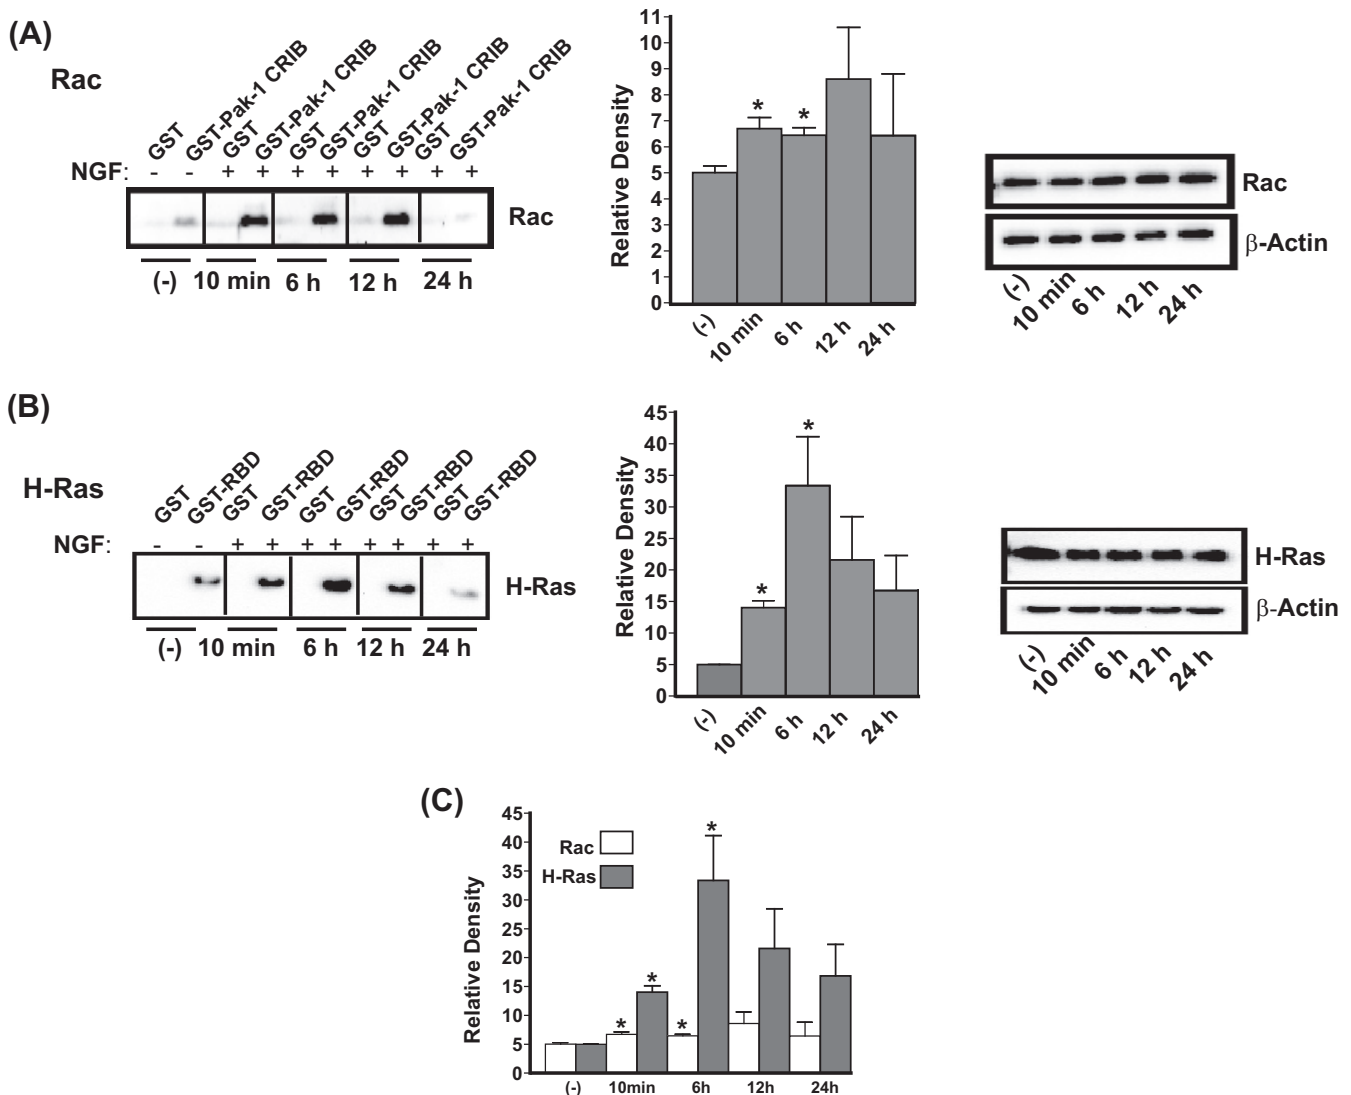 (A)
Rac
GST GST-Pak-1 CRIB GST GST-Pak-1 CRIB GST GST-Pak-1 CRIB GST GST-Pak-1 CRIB GST GST-Pak-1 CRIB
NGF: - - + + + + + + + +
Rac
(-) 10 min 6 h 12 h 24 h
Relative Density
11
10
9
8
7
6
5
4
3
2
1
0
* *
(-) 10 min 6 h 12 h 24 h
Rac
β-Actin
(-) 10 min 6 h 12 h 24 h
(B)
H-Ras
GST GST-RBD GST GST-RBD GST GST-RBD GST GST-RBD GST GST-RBD
NGF: - - + + + + + + + +
H-Ras
(-) 10 min 6 h 12 h 24 h
Relative Density
45
40
35
30
25
20
15
10
5
0
* *
(-) 10 min 6 h 12 h 24 h
H-Ras
β-Actin
(-) 10 min 6 h 12 h 24 h
(C)
Relative Density
45
40
35
30
25
20
15
10
5
0
Rac
H-Ras
* * * *
(-) 10min 6h 12h 24h